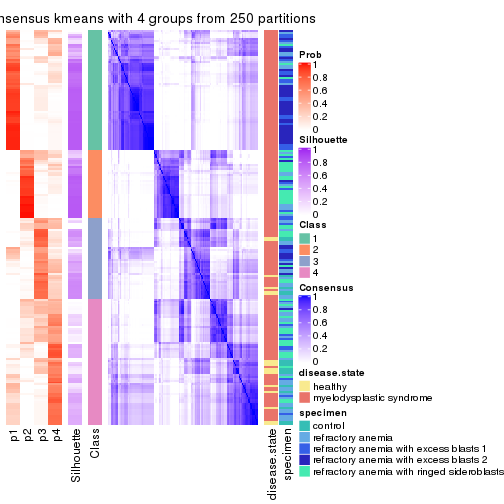 nsensus kmeans with 4 groups from 250 partitions
Prob
1
0.8
0.6
0.4
0.2
0
Silhouette
1
0.8
0.6
0.4
0.2
0
Class
1
2
3
4
Consensus
1
0.8
0.6
0.4
0.2
0
disease.state
healthy
myelodysplastic syndrome
specimen
control
refractory anemia
refractory anemia with excess blasts 1
refractory anemia with excess blasts 2
refractory anemia with ringed sideroblasts
p1
p2
p3
p4
Silhouette
Class
disease.state
specimen